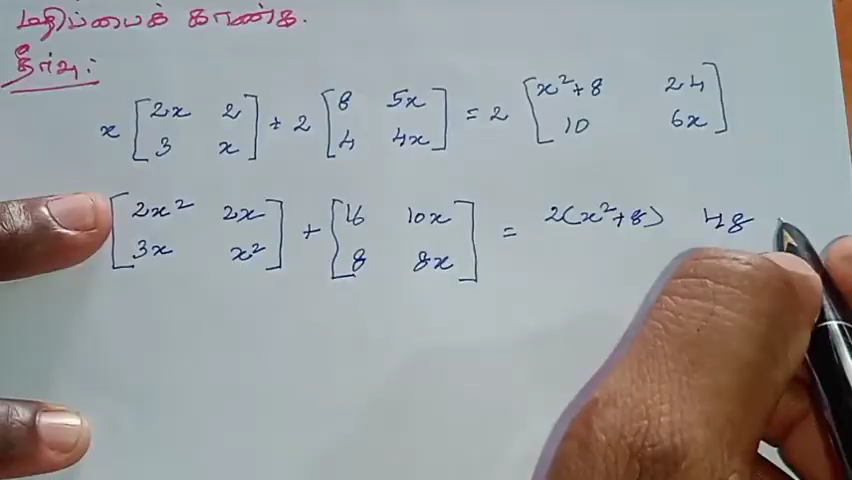 மதிப்பைக் காண்க.
தீர்வு:
x [2x 2] + 2 [8 5x] = 2 [x²+8 24]
[3 x] [4 4x] [10 6x]
[2x² 2x] + [16 10x] = 2(x²+8) 48
[3x x²] [8 8x]